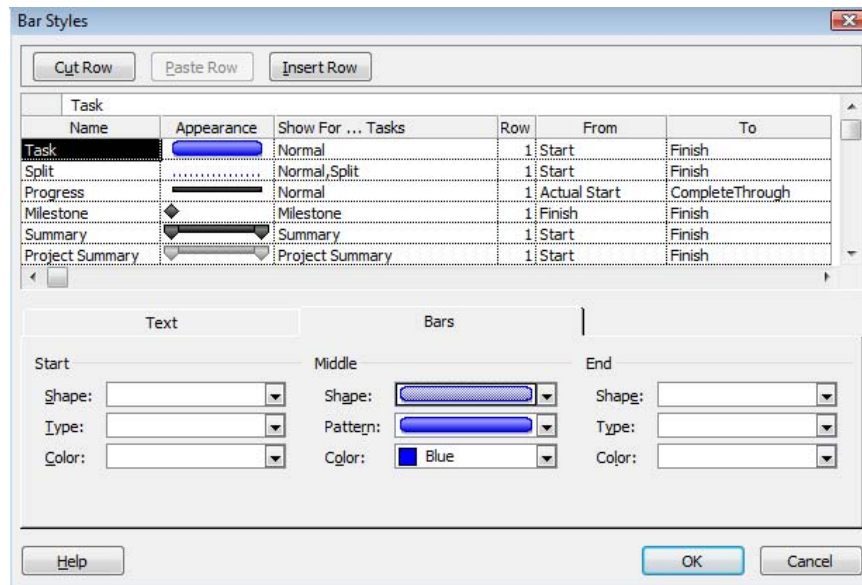 Bar Styles
Cut Row Paste Row Insert Row
Task
Name Appearance Show For ... Tasks Row From To
Task Normal 1 Start Finish
Split Normal,Split 1 Start Finish
Progress Normal 1 Actual Start CompleteThrough
Milestone Milestone 1 Finish Finish
Summary Summary 1 Start Finish
Project Summary Project Summary 1 Start Finish
Text Bars
Start Middle End
Shape: Shape: Shape:
Type: Pattern: Type:
Color: Color: Blue Color:
Help OK Cancel